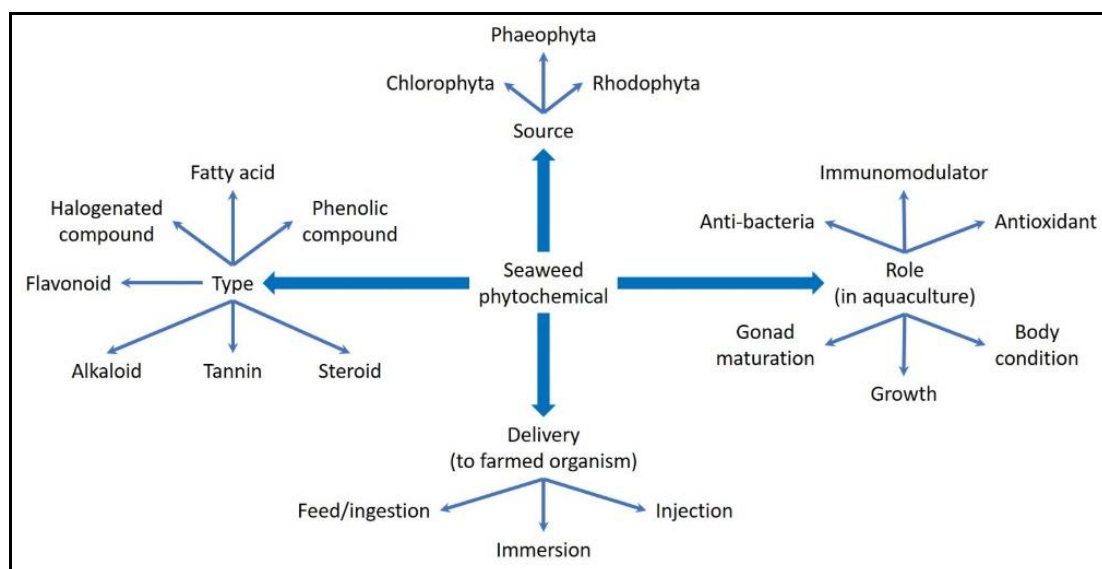 Phaeophyta
Chlorophyta
Rhodophyta
Source
Fatty acid
Halogenated
compound
Phenolic
compound
Flavonoid
Type
Alkaloid
Tannin
Steroid
Seaweed
phytochemical
Immunomodulator
Anti-bacteria
Antioxidant
Role
(in aquaculture)
Gonad
maturation
Body
condition
Growth
Delivery
(to farmed organism)
Feed/ingestion
Injection
Immersion